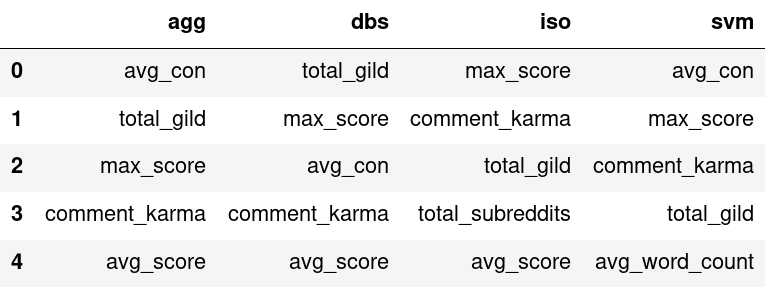 agg dbs iso svm
0 avg_con total_gild max_score avg_con
1 total_gild max_score comment_karma max_score
2 max_score avg_con total_gild comment_karma
3 comment_karma comment_karma total_subreddits total_gild
4 avg_score avg_score avg_score avg_word_count